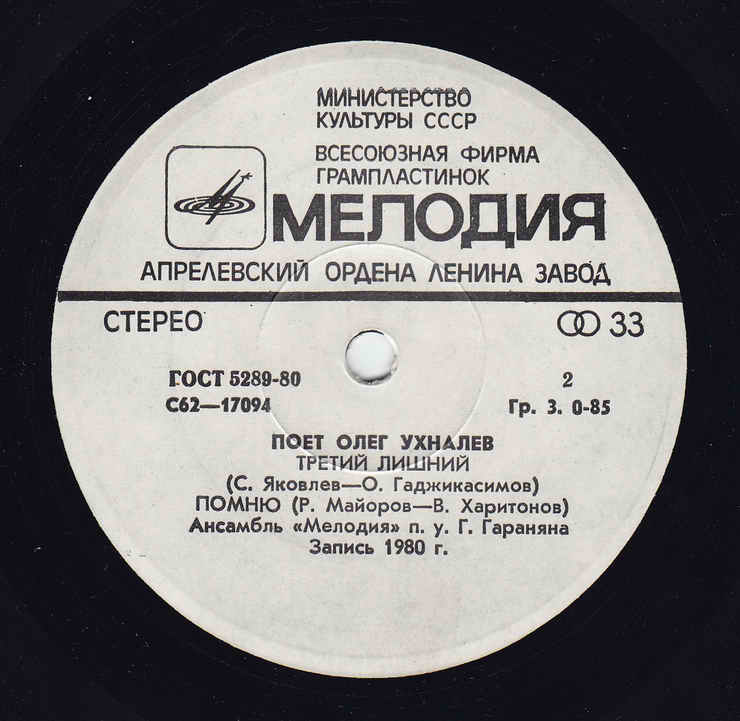 МИНИСТЕРСТВО
КУЛЬТУРЫ СССР
ВСЕСОЮЗНАЯ ФИРМА
ГРАМПЛАСТИНОК
МЕЛОДИЯ
АПРЕЛЕВСКИЙ ОРДЕНА ЛЕНИНА ЗАВОД
СТЕРЕО 33
ГОСТ 5289-80 2
С62—17094 Гр. 3. 0-85
ПОЕТ ОЛЕГ УХНАЛЕВ
ТРЕТИЙ ЛИШНИЙ
(С. Яковлев—О. Гаджикасимов)
ПОМНЮ (Р. Майоров—В. Харитонов)
Ансамбль «Мелодия» п. у. Г. Гараняна
Запись 1980 г.